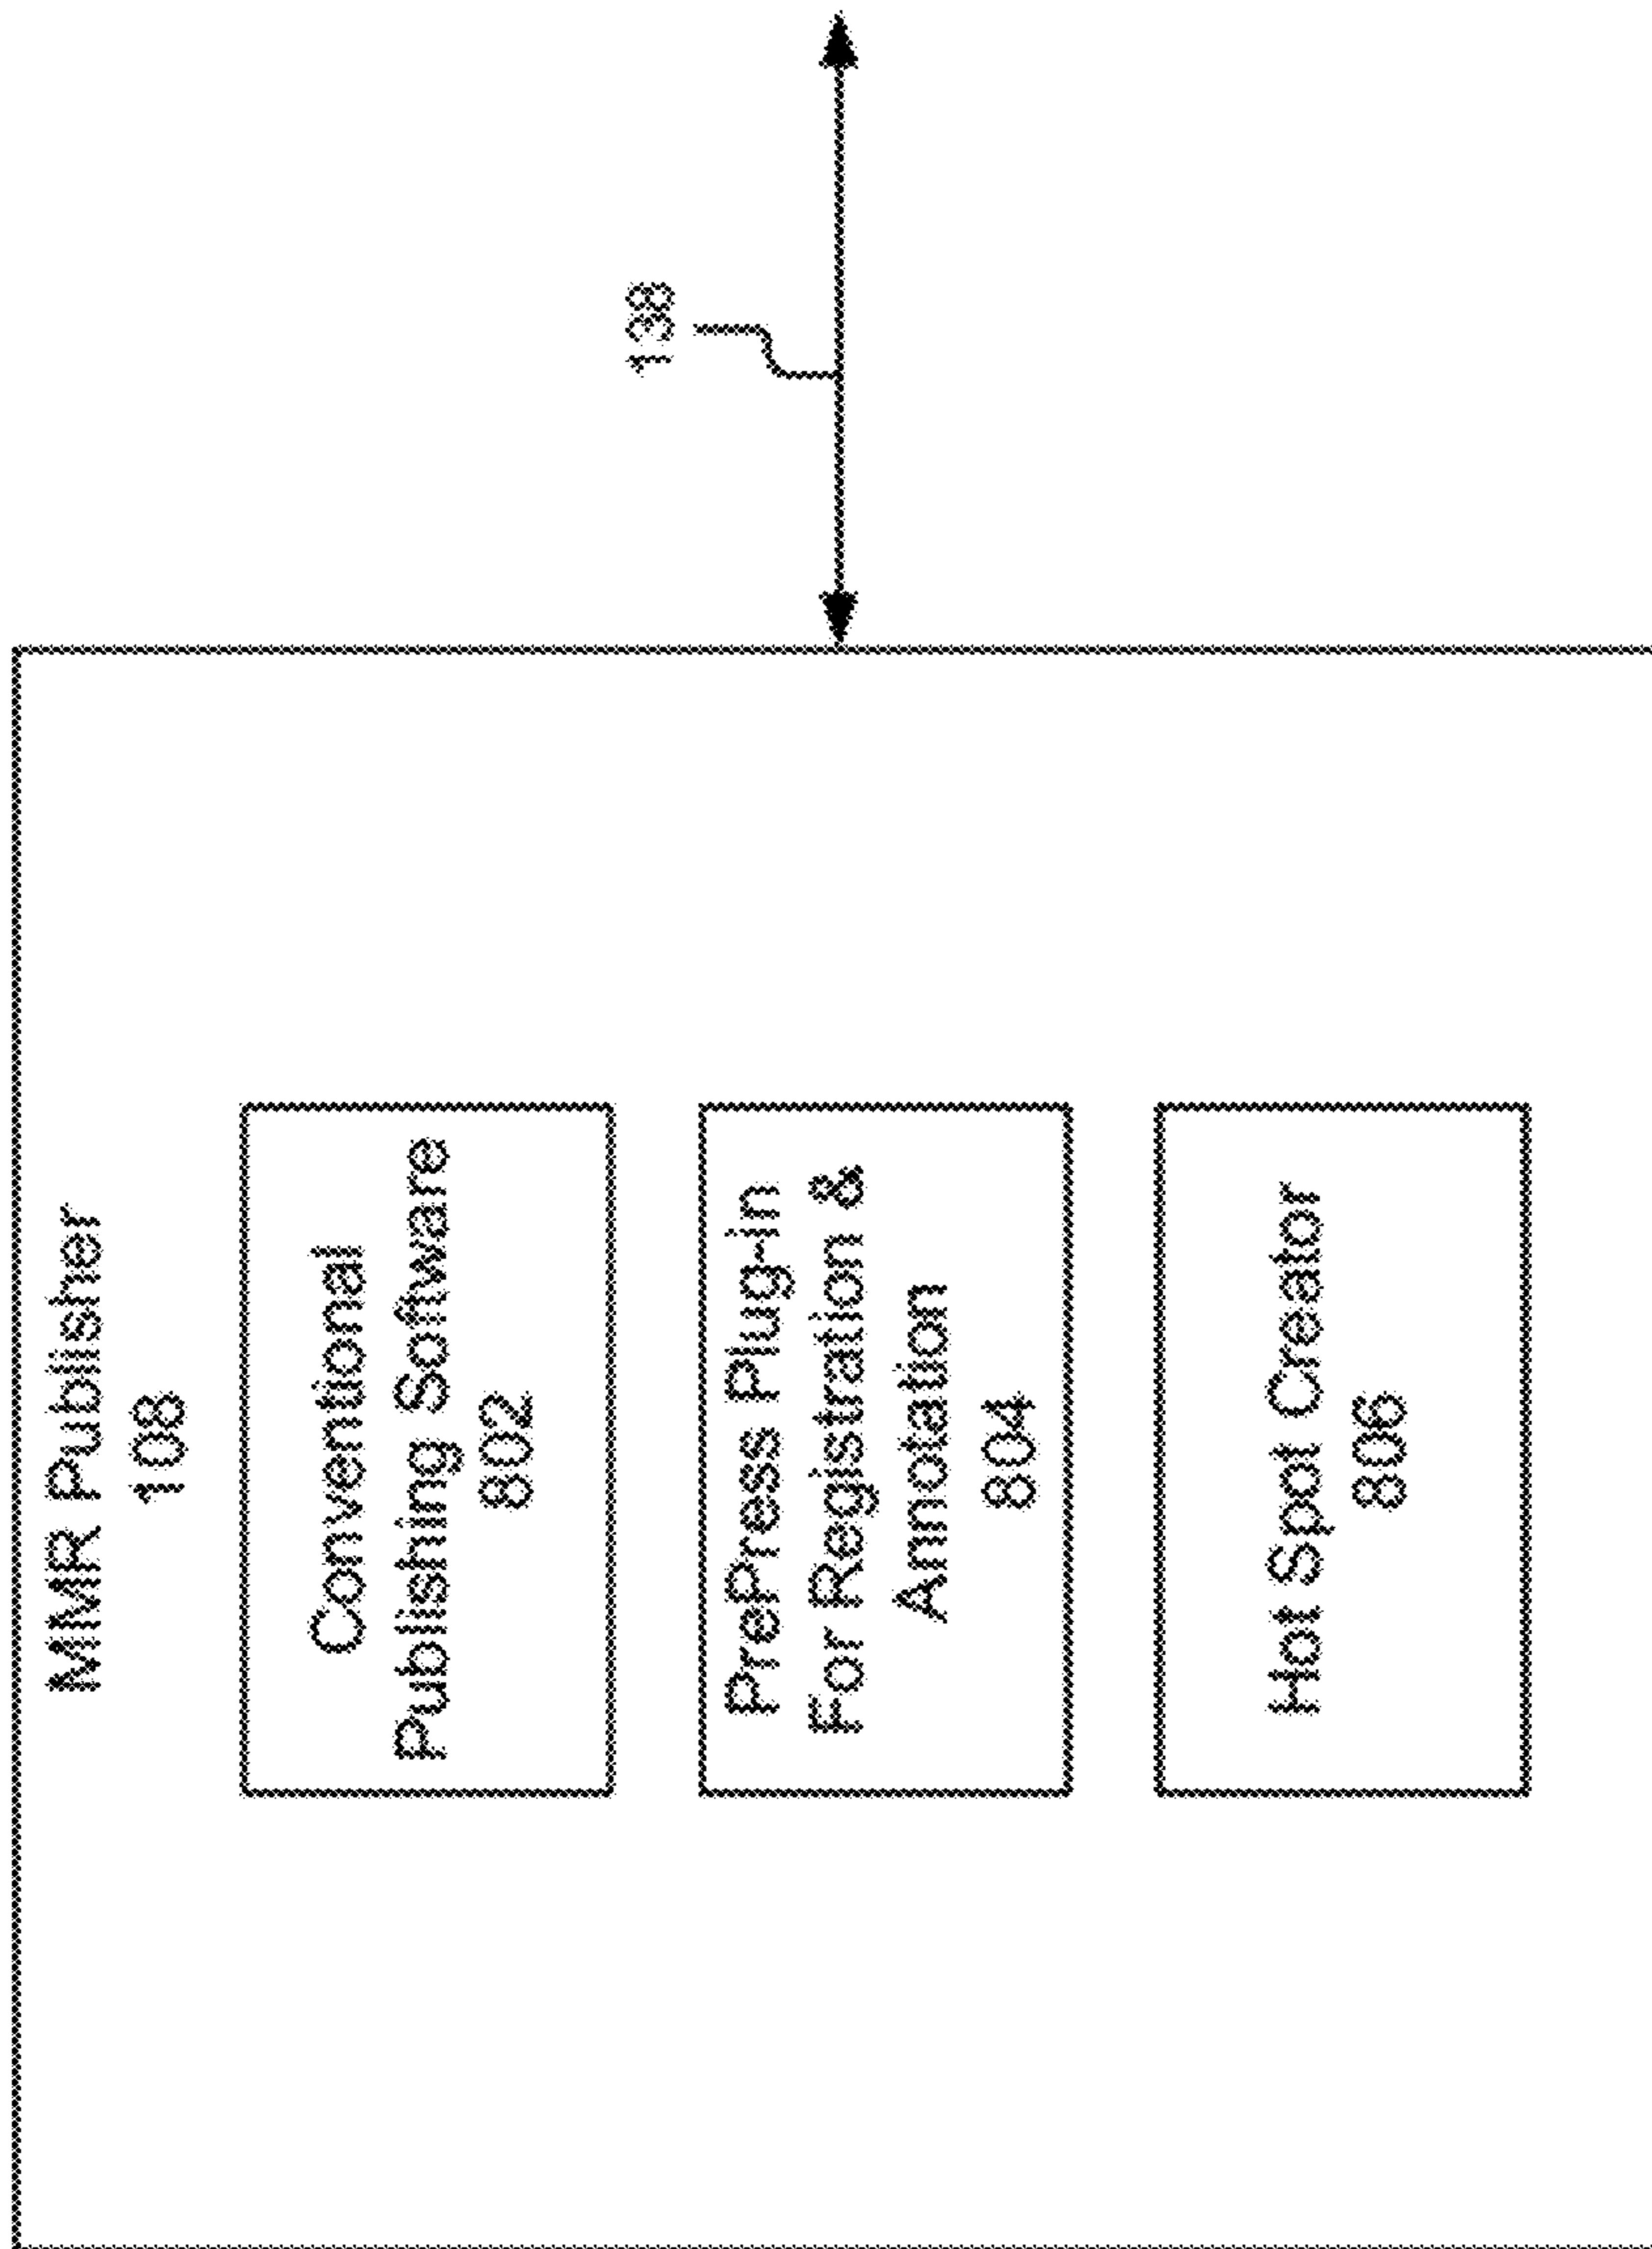 MMR Publisher
108
Conventional
Publishing Software
802
PrePress Plug-in
For Registration &
Annotation
804
Hot Spot Creator
806
138